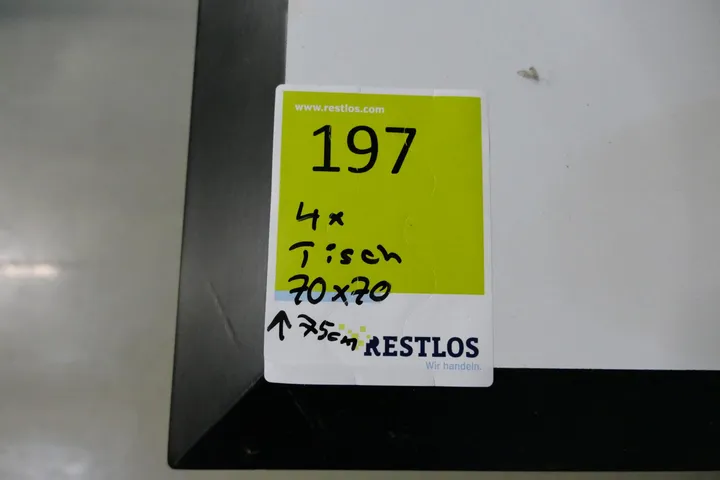 www.restlos.com
197
4x
Tisch
70x70
↑75cm
RESTLOS
Wir handeln.